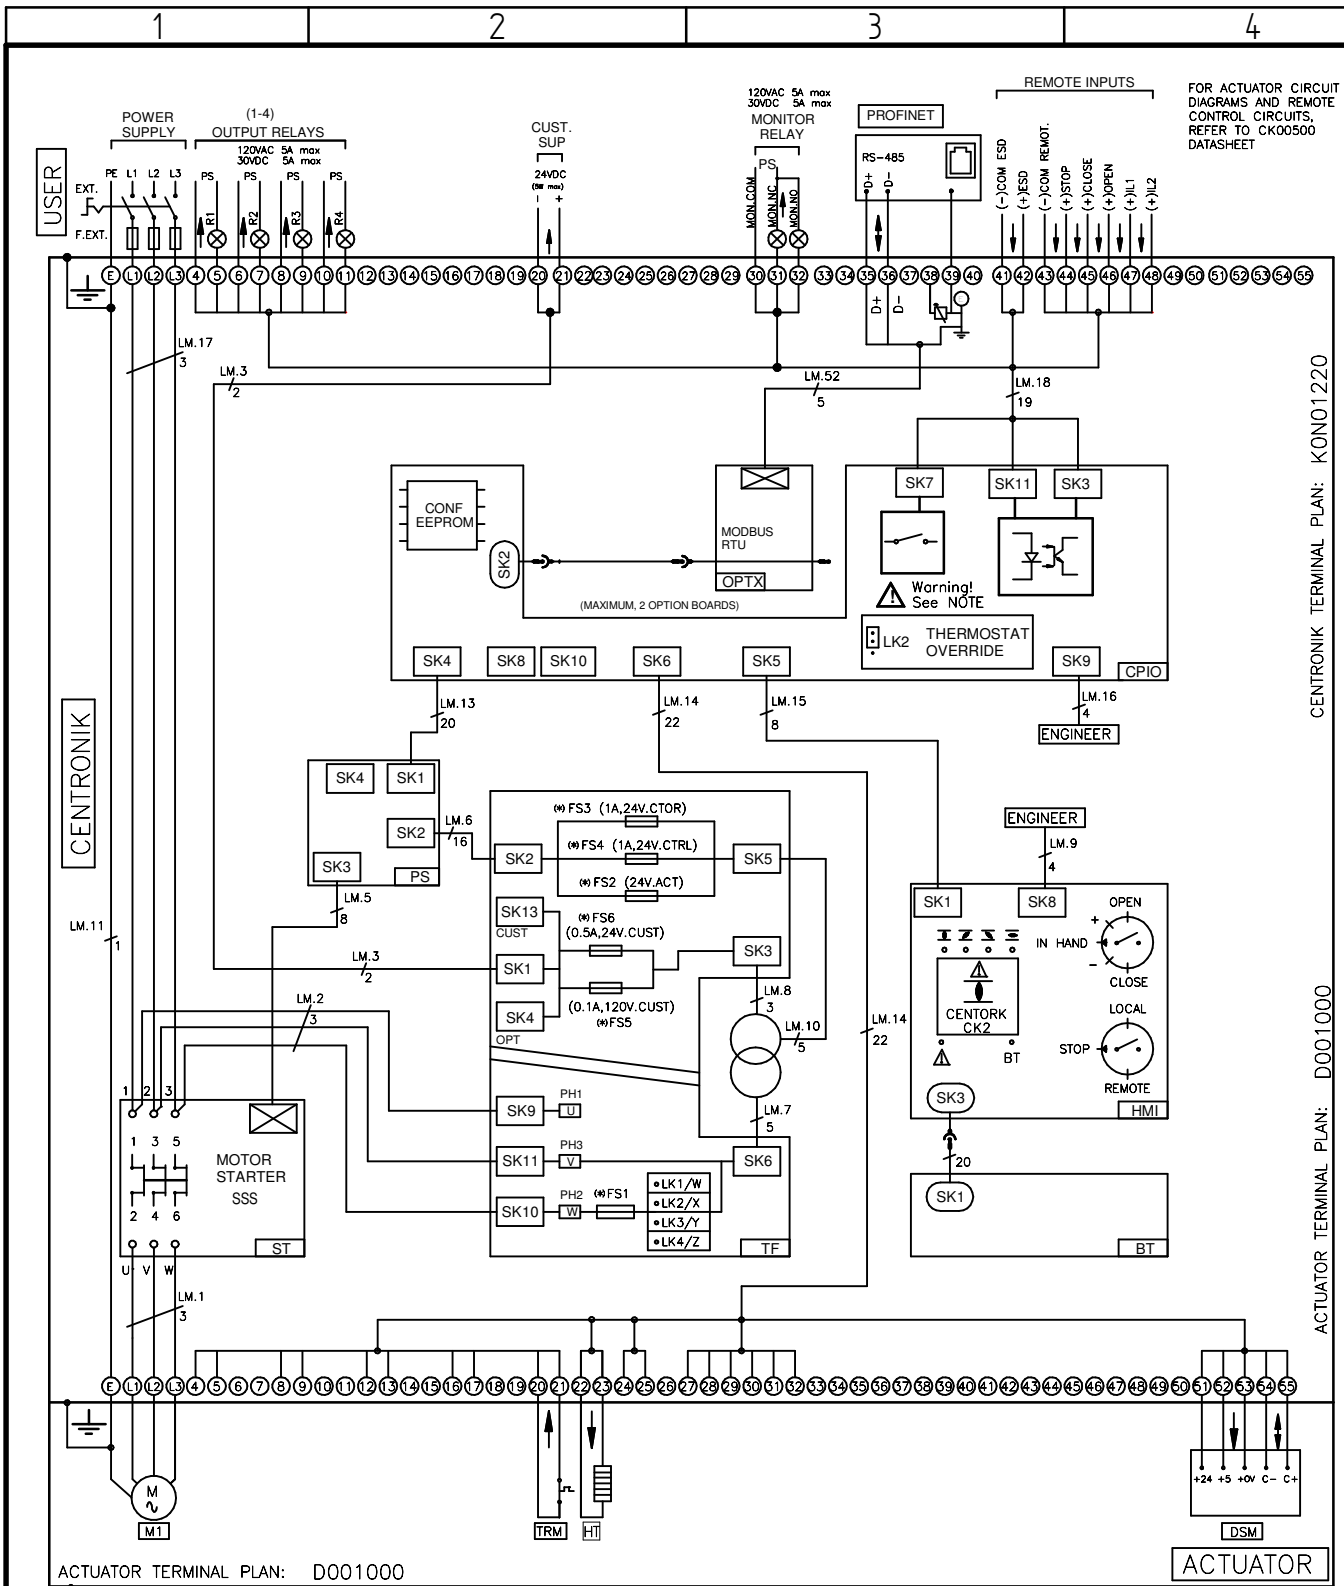 1 2 3 4
POWER
SUPPLY
(1-4)
OUTPUT RELAYS
120VAC 5A max
30VDC 5A max
CUST.
SUP
24VDC
(5W max)
- +
120VAC 5A max
30VDC 5A max
MONITOR
RELAY
PS
PROFINET
RS-485
D+
D-
REMOTE INPUTS
FOR ACTUATOR CIRCUIT
DIAGRAMS AND REMOTE
CONTROL CIRCUITS,
REFER TO CK00500
DATASHEET
USER
PE L1 L2 L3
PS PS PS PS
EXT.
F.EXT.
R1
R2
R3
R4
MON.COM
MON.NC
MON.NO
(-)COM ESD
(+)ESD
(-)COM REMOT.
(+)STOP
(+)CLOSE
(+)OPEN
(+)IL1
(+)IL2
E L1 L2 L3 4 5 6 7 8 9 10 11 12 13 14 15 16 17 18 19 20 21 22 23 24 25 26 27 28 29 30 31 32 33 34 35 36 37 38 39 40 41 42 43 44 45 46 47 48 49 50 51 52 53 54 55
D+
D-
LM.17
3
LM.3
2
LM.52
5
LM.18
19
CENTRONIK TERMINAL PLAN: K0N01220
CONF
EEPROM
SK2
MODBUS
RTU
OPTX
(MAXIMUM, 2 OPTION BOARDS)
SK7
SK11
SK3
Warning!
See NOTE
LK2
THERMOSTAT
OVERRIDE
SK4
SK8
SK10
SK6
SK5
SK9
CPIO
LM.13
20
LM.14
22
LM.15
8
LM.16
4
ENGINEER
CENTRONIK
SK4
SK1
SK2
SK3
PS
LM.6
16
LM.5
8
(*) FS3 (1A,24V.CTOR)
(*) FS4 (1A,24V.CTRL)
(*) FS2 (24V.ACT)
SK2
SK5
SK13
CUST
(*) FS6
(0.5A,24V.CUST)
SK1
SK3
SK4
OPT
(0.1A,120V.CUST)
(*) FS5
LM.11
1
LM.3
2
LM.2
3
LM.8
3
LM.10
5
LM.14
22
LM.7
5
ENGINEER
LM.9
4
SK1
SK8
OPEN
+
IN HAND
-
CLOSE
CENTORK
CK2
BT
LOCAL
STOP
REMOTE
SK3
HMI
20
SK1
BT
1 2 3
1 3 5
MOTOR
STARTER
SSS
2 4 6
ST
U V W
SK9
PH1
U
SK11
PH3
V
SK10
PH2
W
(*) FS1
SK6
LK1/W
LK2/X
LK3/Y
LK4/Z
TF
LM.1
3
ACTUATOR TERMINAL PLAN: D001000
E L1 L2 L3 4 5 6 7 8 9 10 11 12 13 14 15 16 17 18 19 20 21 22 23 24 25 26 27 28 29 30 31 32 33 34 35 36 37 38 39 40 41 42 43 44 45 46 47 48 49 50 51 52 53 54 55
M
M1
TRM
HT
+24 +5 +0V C- C+
DSM
ACTUATOR TERMINAL PLAN: D001000
ACTUATOR